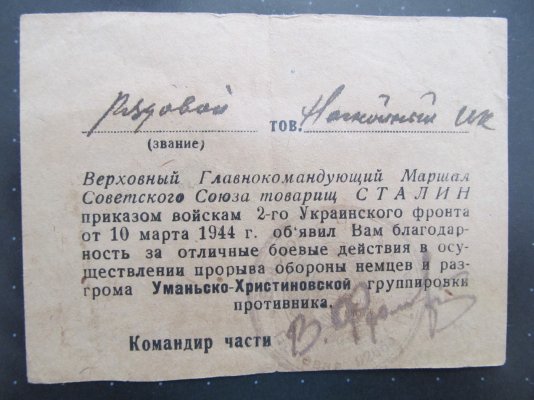 Рядовой тов.
(звание)
Верховный Главнокомандующий Маршал
Советского Союза товарищ СТАЛИН
приказом войскам 2-го Украинского фронта
от 10 марта 1944 г. об'явил Вам благодар-
ность за отличные боевые действия в осу-
ществлении прорыва обороны немцев и раз-
грома Уманьско-Христиновской группировки
противника.
Командир части